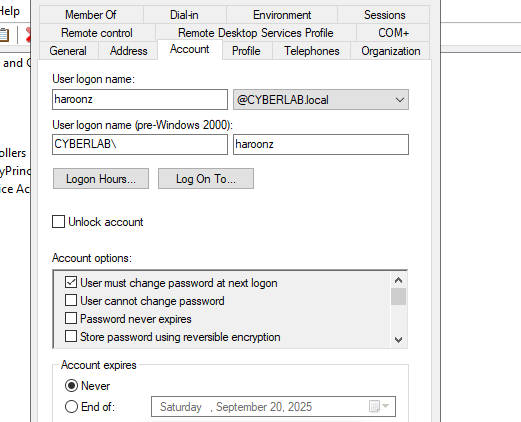 Help
Member Of Dial-in Environment Sessions
Remote control Remote Desktop Services Profile COM+
General Address Account Profile Telephones Organization
and
User logon name:
haroonz @CYBERLAB.local
User logon name (pre-Windows 2000):
CYBERLAB\ haroonz
ollers
yPrinc
ice Ac
Logon Hours... Log On To...
Unlock account
Account options:
User must change password at next logon
User cannot change password
Password never expires
Store password using reversible encryption
Account expires
Never
End of: Saturday , September 20, 2025